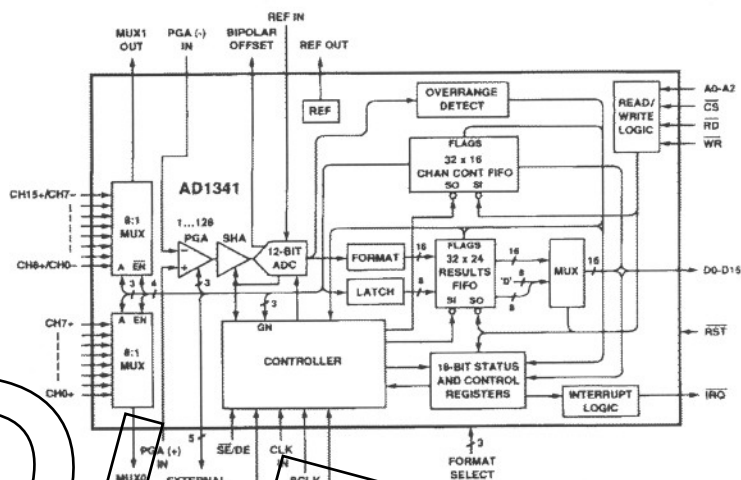 REF IN
MUX1 OUT
PGA (-) IN
BIPOLAR OFFSET
REF OUT
REF
OVERRANGE DETECT
READ/ WRITE LOGIC
A0-A2
CS
RD
WR
FLAGS
32 x 16
CHAN CONT FIFO
SO SI
AD1341
CH15+/CH7-
8:1 MUX
A EN
CH8+/CH0-
1...128
PGA
SHA
12-BIT ADC
FORMAT
16
FLAGS
32 x 24
RESULTS FIFO
SI SO
16
'D'
8
8
MUX
16
D0-D15
LATCH
8
3
4
3
3
GN
CONTROLLER
A EN
8:1 MUX
CH7+
CH0+
RST
18-BIT STATUS AND CONTROL REGISTERS
INTERRUPT LOGIC
IRQ
PGA (+) IN
5
SE/DE
CLK IN
3
FORMAT SELECT